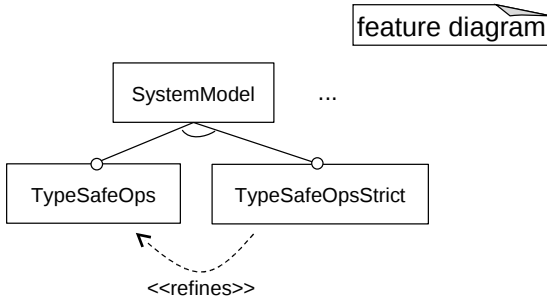 feature diagram
SystemModel
...
TypeSafeOps
TypeSafeOpsStrict
<<refines>>